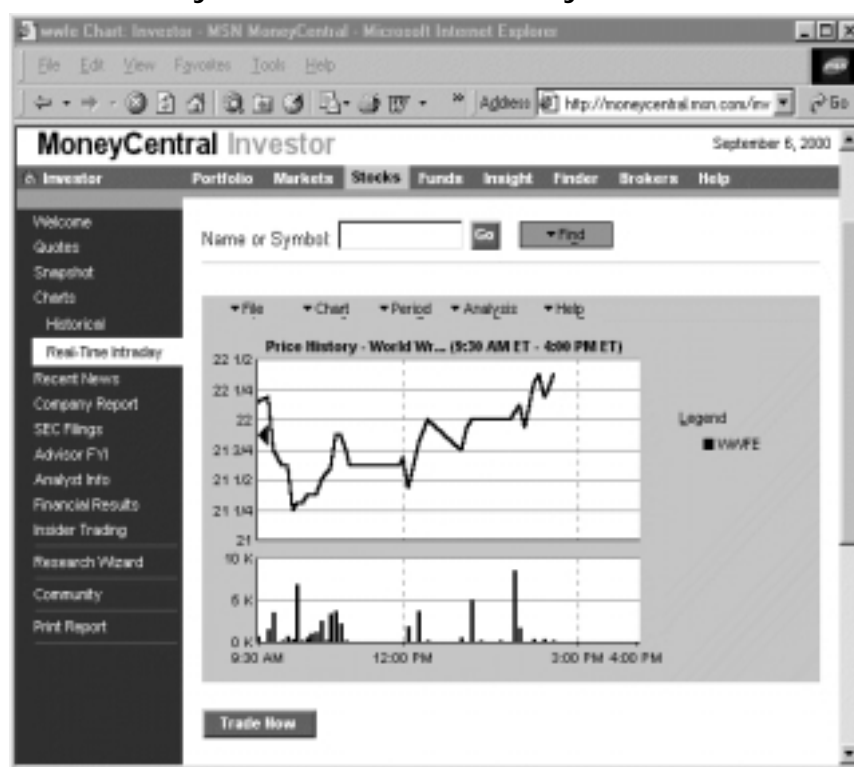 wwfe Chart: Investor - MSN MoneyCentral - Microsoft Internet Explorer
File Edit View Favorites Tools Help
Address http://moneycentral.msn.com/inv Go
MoneyCentral Investor
September 6, 2000
Investor Portfolio Markets Stocks Funds Insight Finder Brokers Help
Welcome
Quotes
Snapshot
Charts
Historical
Real-Time Intraday
Recent News
Company Report
SEC Filings
Advisor FYI
Analyst Info
Financial Results
Insider Trading
Research Wizard
Community
Print Report
Name or Symbol: Go Find
File Chart Period Analysis Help
Price History - World Wr... (9:30 AM ET - 4:00 PM ET)
22 1/2
22 1/4
22
21 3/4
21 1/2
21 1/4
21
Legend
WWFE
10 K
5 K
0 K
9:30 AM 12:00 PM 3:00 PM 4:00 PM
Trade Now